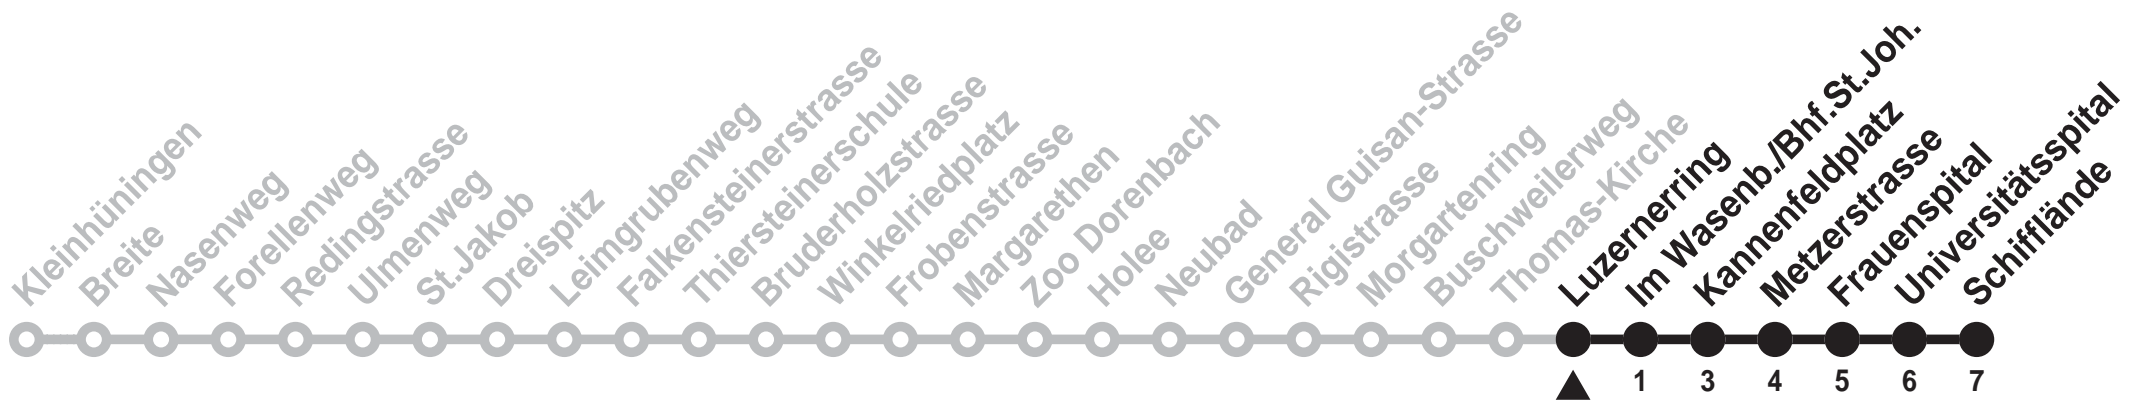 Kleinhüningen
Breite
Nasenweg
Forellenweg
Redingstrasse
Ulmenweg
St.Jakob
Dreispitz
Leimgrubenweg
Falkensteinerstrasse
Thiersteinerschule
Bruderholzstrasse
Winkelriedplatz
Frobenstrasse
Margarethen
Zoo Dorenbach
Holee
Neubad
General Guisan-Strasse
Rigistrasse
Morgartenring
Buschweilerweg
Thomas-Kirche
Luzernerring
Im Wasenb./Bhf.St.Joh.
Kannenfeldplatz
Metzerstrasse
Frauenspital
Universitätsspital
Schifflände
1 3 4 5 6 7